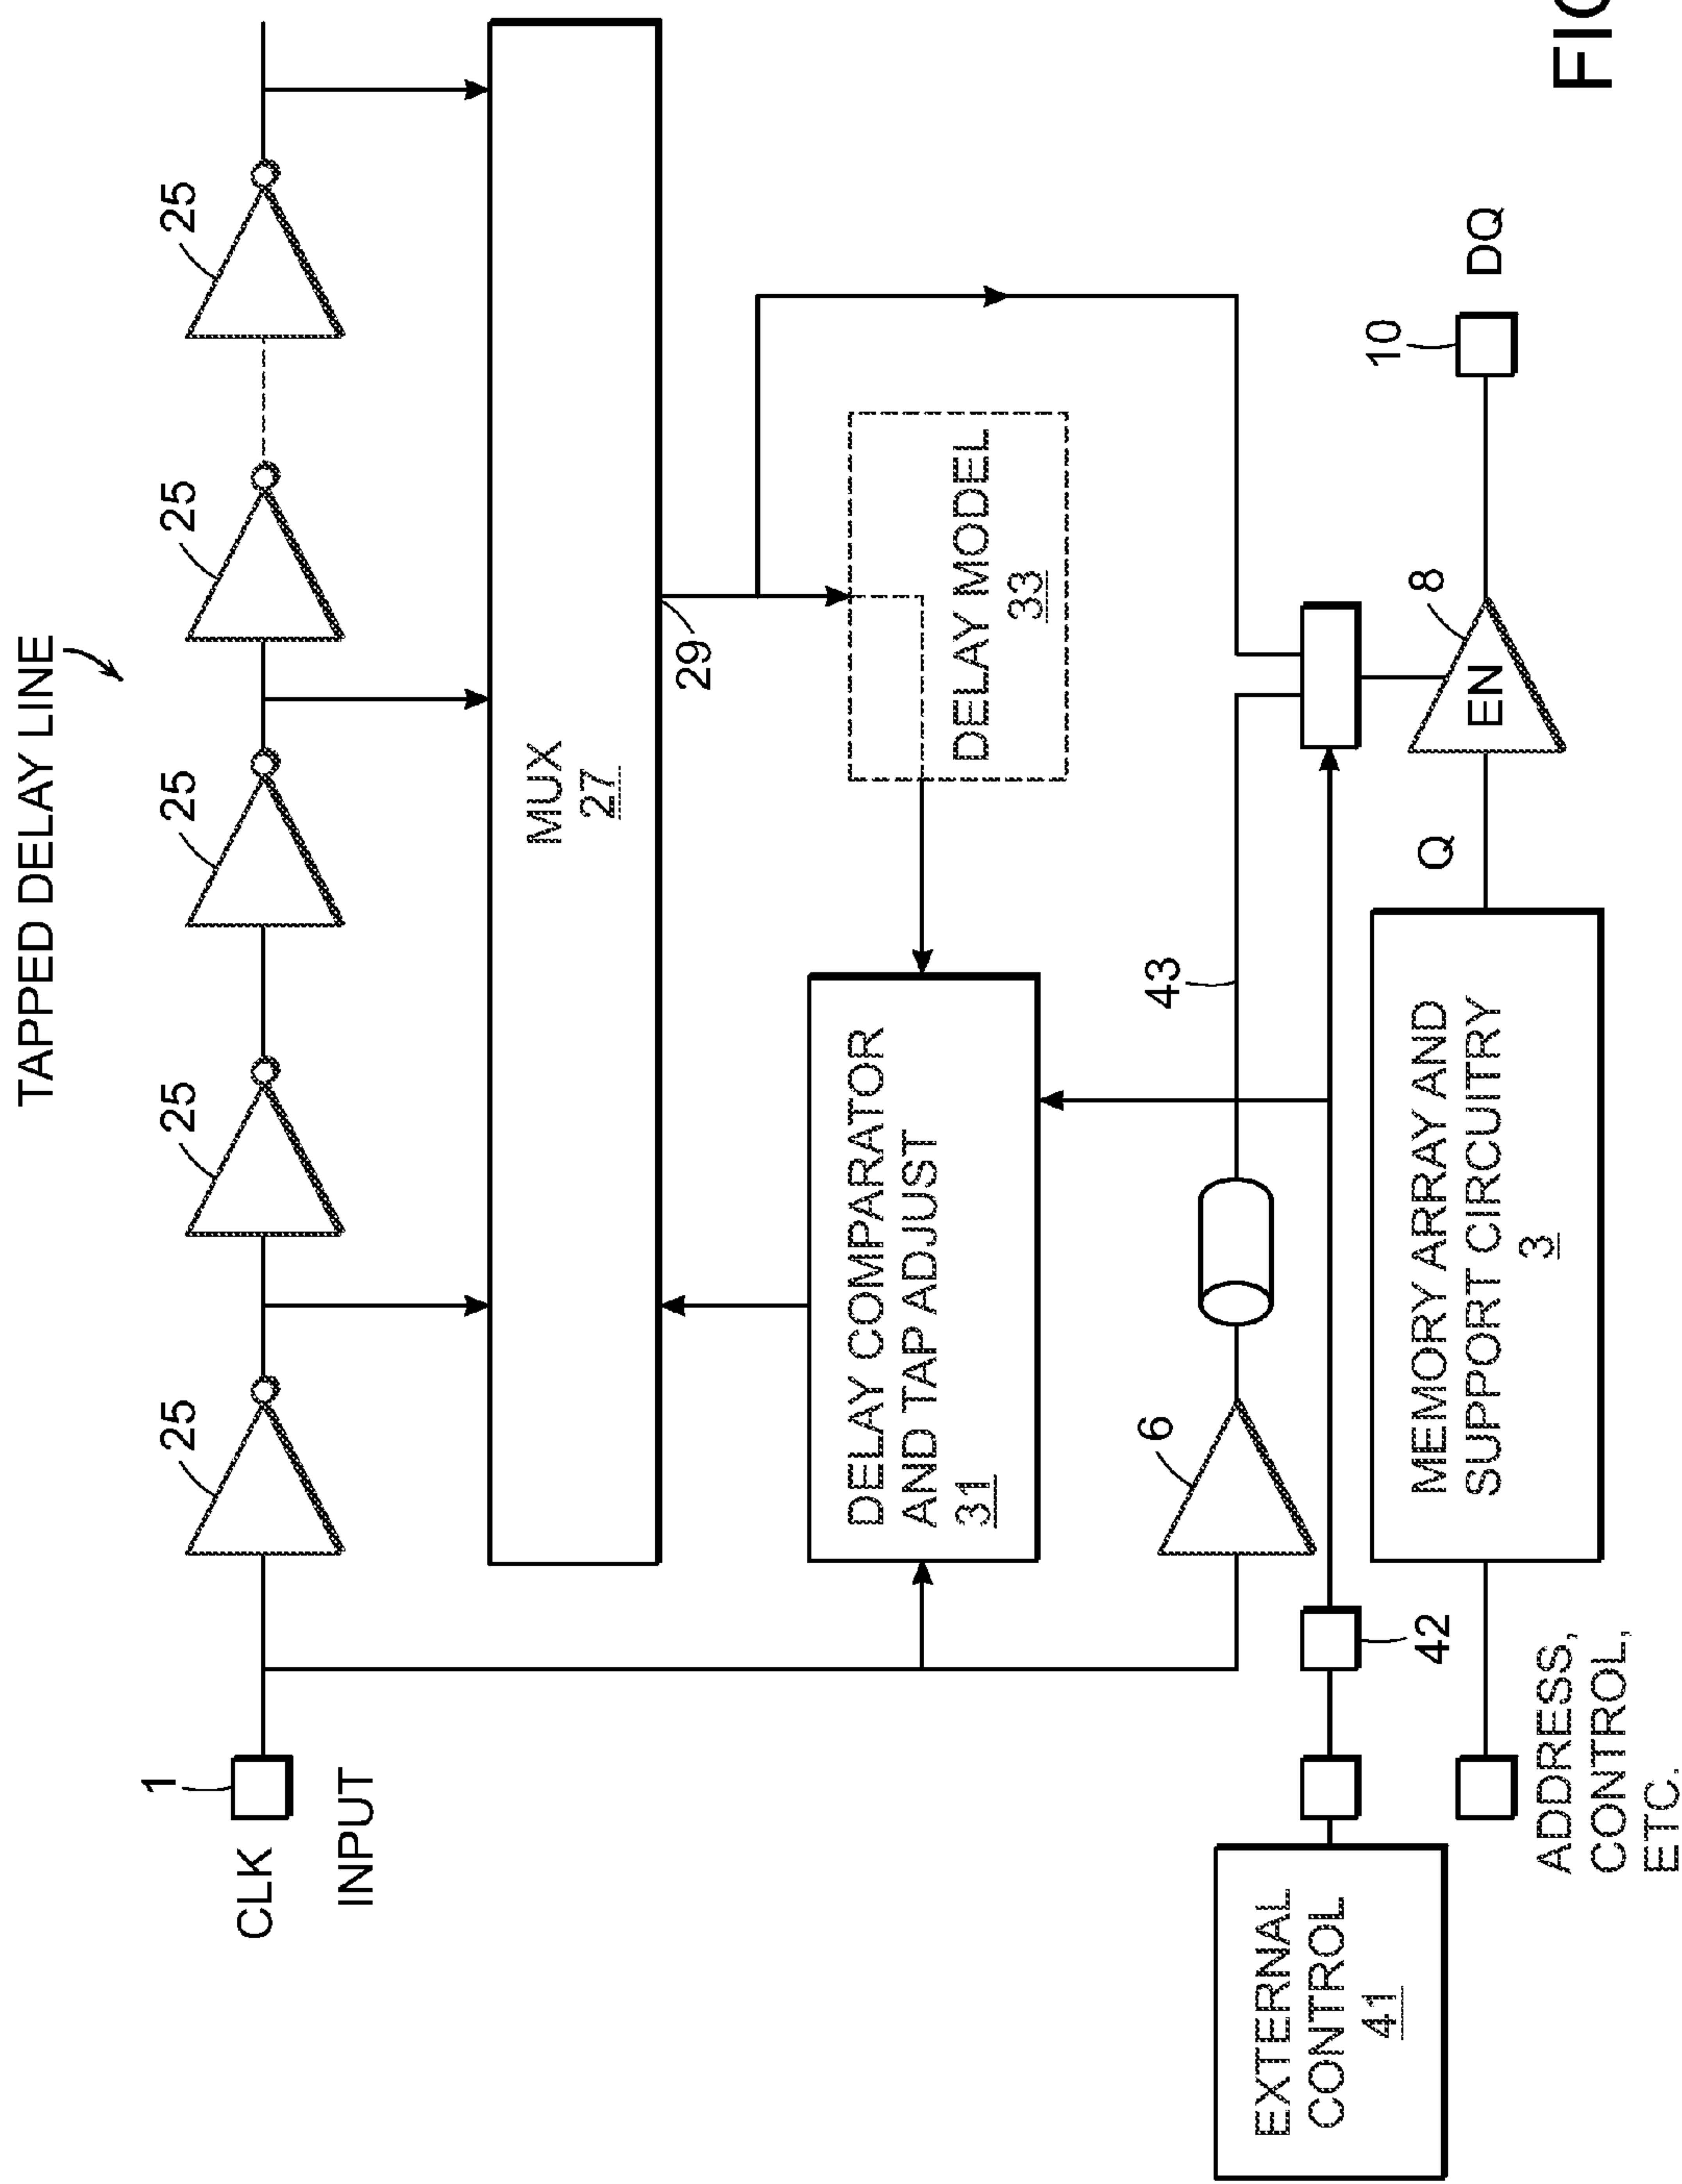 TAPPED DELAY LINE
25
25
25
25
25
1
CLK
INPUT
MUX
27
29
DELAY COMPARATOR
AND TAP ADJUST
31
DELAY MODEL
33
6
43
EXTERNAL
CONTROL
41
42
8
EN
10
DQ
Q
MEMORY ARRAY AND
SUPPORT CIRCUITRY
3
ADDRESS,
CONTROL,
ETC.